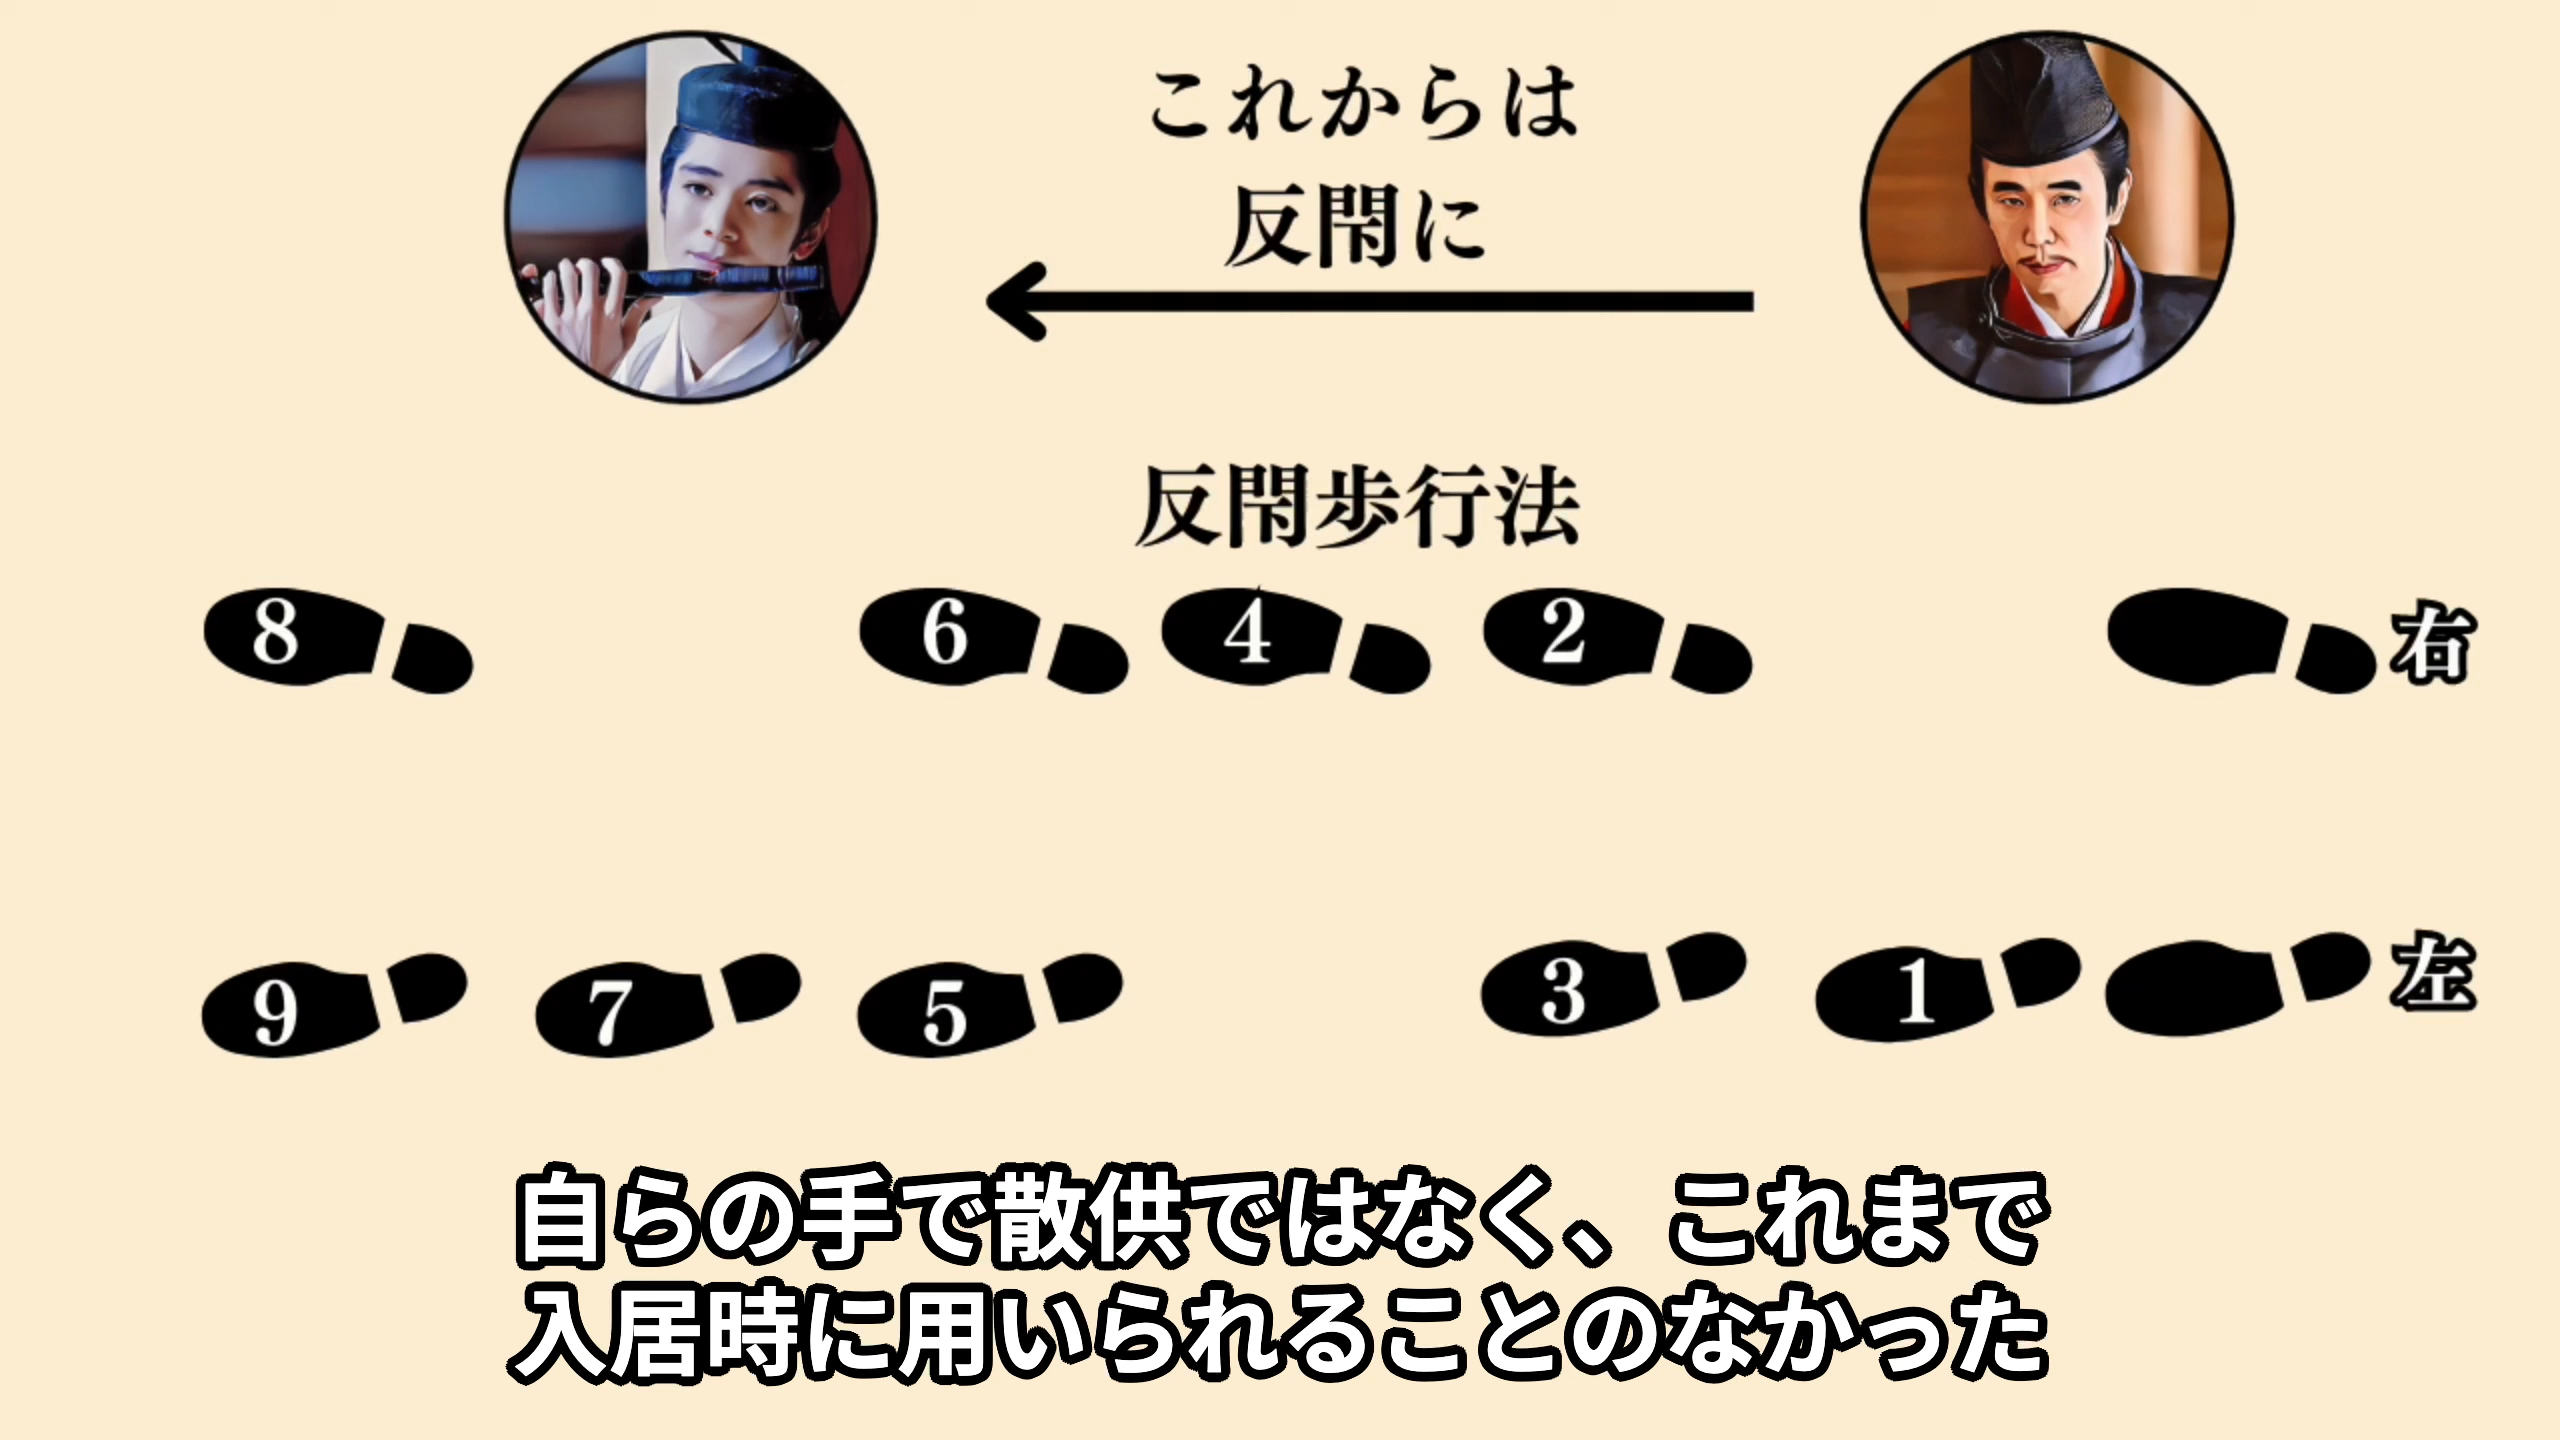 これからは
反閇に
反閇歩行法
8 6 4 2 右
9 7 5 3 1 左
自らの手で散供ではなく、これまで
入居時に用いられることのなかった